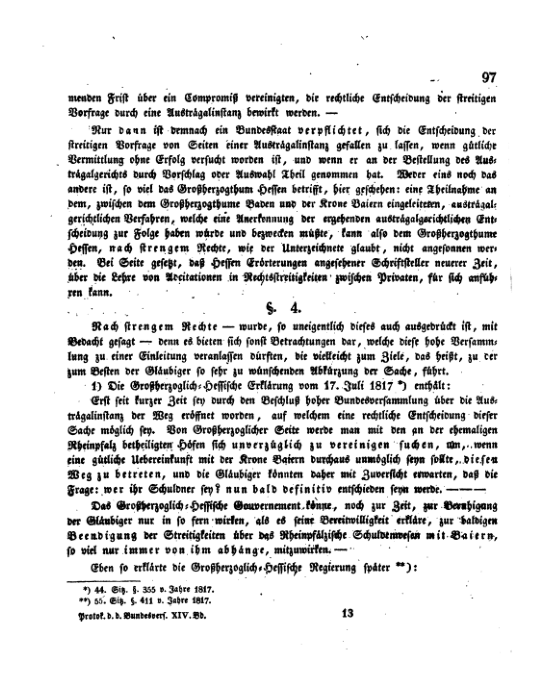 97
menden Frist über ein Compromiß vereinigten, die rechtliche Entscheidung der streitigen
Vorfrage durch eine Austrägalinstanz bewirkt werden. —
Nur dann ist demnach ein Bundesstaat verpflichtet, sich die Entscheidung der
streitigen Vorfrage von Seiten einer Austrägalinstanz gefallen zu lassen, wenn gütliche
Vermittlung ohne Erfolg versucht worden ist, und wenn er an der Bestellung des Aus-
trägalgerichts durch Vorschlag oder Auswahl Theil genommen hat. Weder eins noch das
andere ist, so viel das Großherzogthum Hessen betrifft, hier geschehen: eine Theilnahme an
dem, zwischen dem Großherzogthume Baden und der Krone Baiern eingeleiteten, austrägal-
gerichtlichen Verfahren, welche eine Anerkennung der ergehenden austrägalgerichtlichen Ent-
scheidung zur Folge haben würde und bezwecken müßte, kann also dem Großherzogthume
Hessen, nach strengem Rechte, wie der Unterzeichnete glaubt, nicht angesonnen wer-
den. Bei Seite gesetzt, daß Hessen Erörterungen angesehener Schriftsteller neuerer Zeit,
über die Lehre von Adcitationen in Rechtsstreitigkeiten zwischen Privaten, für sich anfüh-
ren kann.
§. 4.
Nach strengem Rechte — wurde, so uneigentlich dieses auch ausgedrückt ist, mit
Bedacht gesagt — denn es bieten sich sonst Betrachtungen dar, welche diese hohe Versamm-
lung zu einer Einleitung veranlassen dürften, die vielleicht zum Ziele, das heißt, zu der
zum Besten der Gläubiger so sehr zu wünschenden Abkürzung der Sache, führt.
1) Die Großherzoglich-Hessische Erklärung vom 17. Juli 1817 *) enthält:
Erst seit kurzer Zeit sey durch den Beschluß hoher Bundesversammlung über die Aus-
trägalinstanz der Weg eröffnet worden, auf welchem eine rechtliche Entscheidung dieser
Sache möglich sey. Von Großherzoglicher Seite werde man mit den an der ehemaligen
Rheinpfalz betheiligten Höfen sich unverzüglich zu vereinigen suchen, um, wenn
eine gütliche Uebereinkunft mit der Krone Baiern durchaus unmöglich seyn sollte, diesen
Weg zu betreten, und die Gläubiger könnten daher mit Zuversicht erwarten, daß die
Frage: wer ihr Schuldner sey? nun bald definitiv entschieden seyn werde. — — —
Das Großherzoglich-Hessische Gouvernement könne, noch zur Zeit, zur Beruhigung
der Gläubiger nur in so fern wirken, als es seine Bereitwilligkeit erkläre, zur baldigen
Beendigung der Streitigkeiten über das Rheinpfälzische Schuldenwesen mit Baiern,
so viel nur immer von ihm abhänge, mitzuwirken. —
Eben so erklärte die Großherzoglich-Hessische Regierung später **):
*) 44. Sitz. §. 355 v. Jahre 1817.
**) 55. Sitz. §. 411 v. Jahre 1817.
Protok. d. d. Bundesvers. XIV. Bd.
13